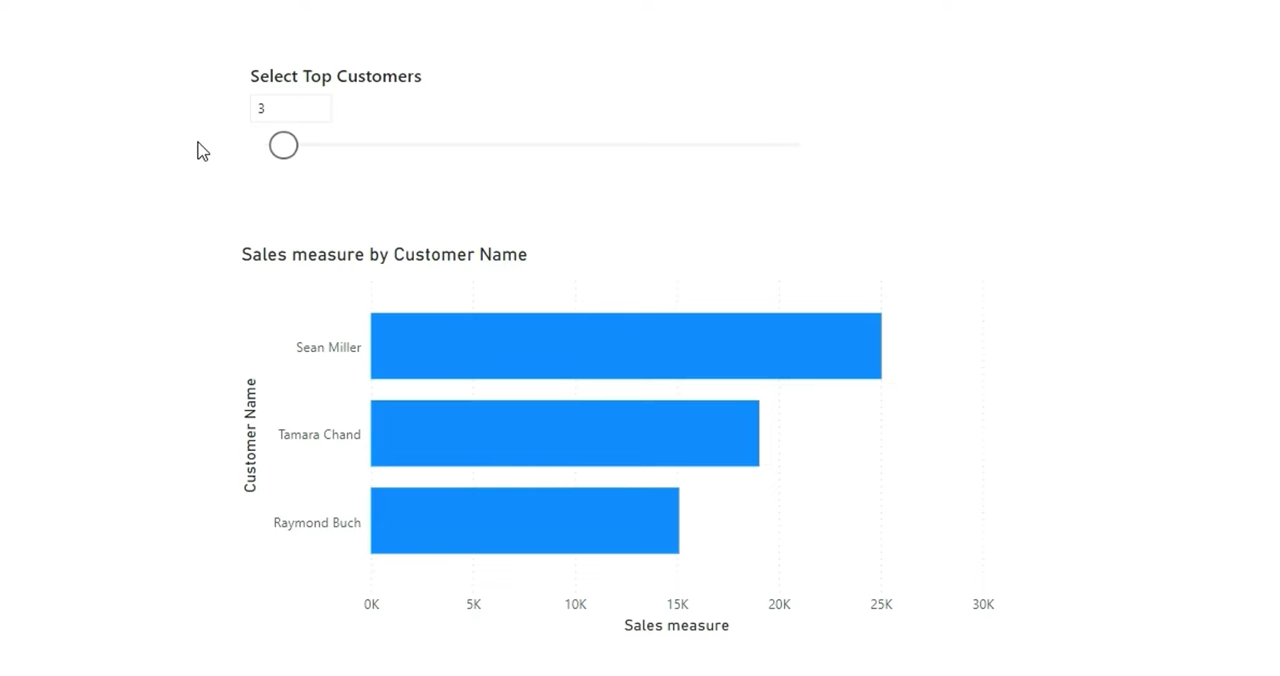 Select Top Customers
3
Sales measure by Customer Name
Customer Name
Sean Miller
Tamara Chand
Raymond Buch
0K 5K 10K 15K 20K 25K 30K
Sales measure